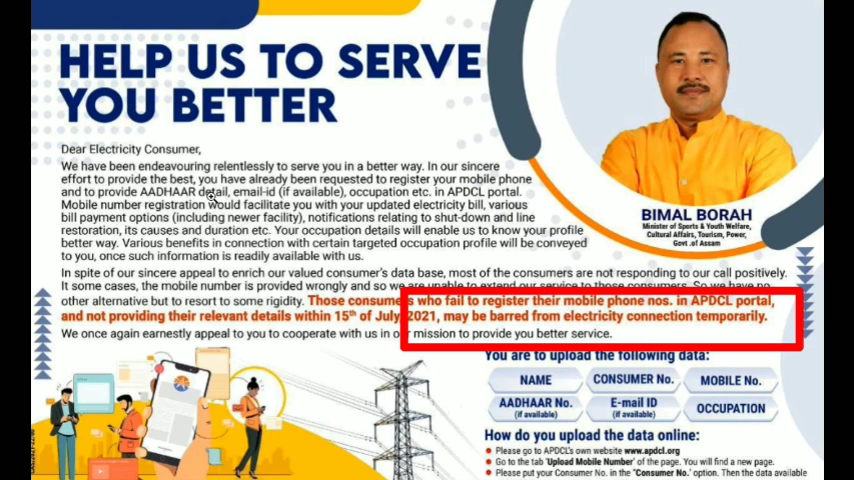 HELP US TO SERVE
YOU BETTER
Dear Electricity Consumer,
We have been endeavouring relentlessly to serve you in a better way. In our sincere
effort to provide the best, you have already been requested to register your mobile phone
and to provide AADHAAR detail, email-id (if available), occupation etc. in APDCL portal.
Mobile number registration would facilitate you with your updated electricity bill, various
bill payment options (including newer facility), notifications relating to shut-down and line
restoration, its causes and duration etc. Your occupation details will enable us to know your profile
better way. Various benefits in connection with certain targeted occupation profile will be conveyed
to you, once such information is readily available with us.
In spite of our sincere appeal to enrich our valued consumer's data base, most of the consumers are not responding to our call positively.
It some cases, the mobile number is provided wrongly and so we are unable to extend our service to those consumers. So we have no
other alternative but to resort to some rigidity. Those consumers who fail to register their mobile phone nos. in APDCL portal,
and not providing their relevant details within 15th of July 2021, may be barred from electricity connection temporarily.
We once again earnestly appeal to you to cooperate with us in our mission to provide you better service.
BIMAL BORAH
Minister of Sports & Youth Welfare,
Cultural Affairs, Tourism, Power,
Govt .of Assam
You are to upload the following data:
NAME
CONSUMER No.
MOBILE No.
AADHAAR No.
(if available)
E-mail ID
(if available)
OCCUPATION
How do you upload the data online:
● Please go to APDCL's own website www.apdcl.org
● Go to the tab 'Upload Mobile Number' of the page. You will find a new page.
● Please put your Consumer No. in the "Consumer No.' option. Then the data available